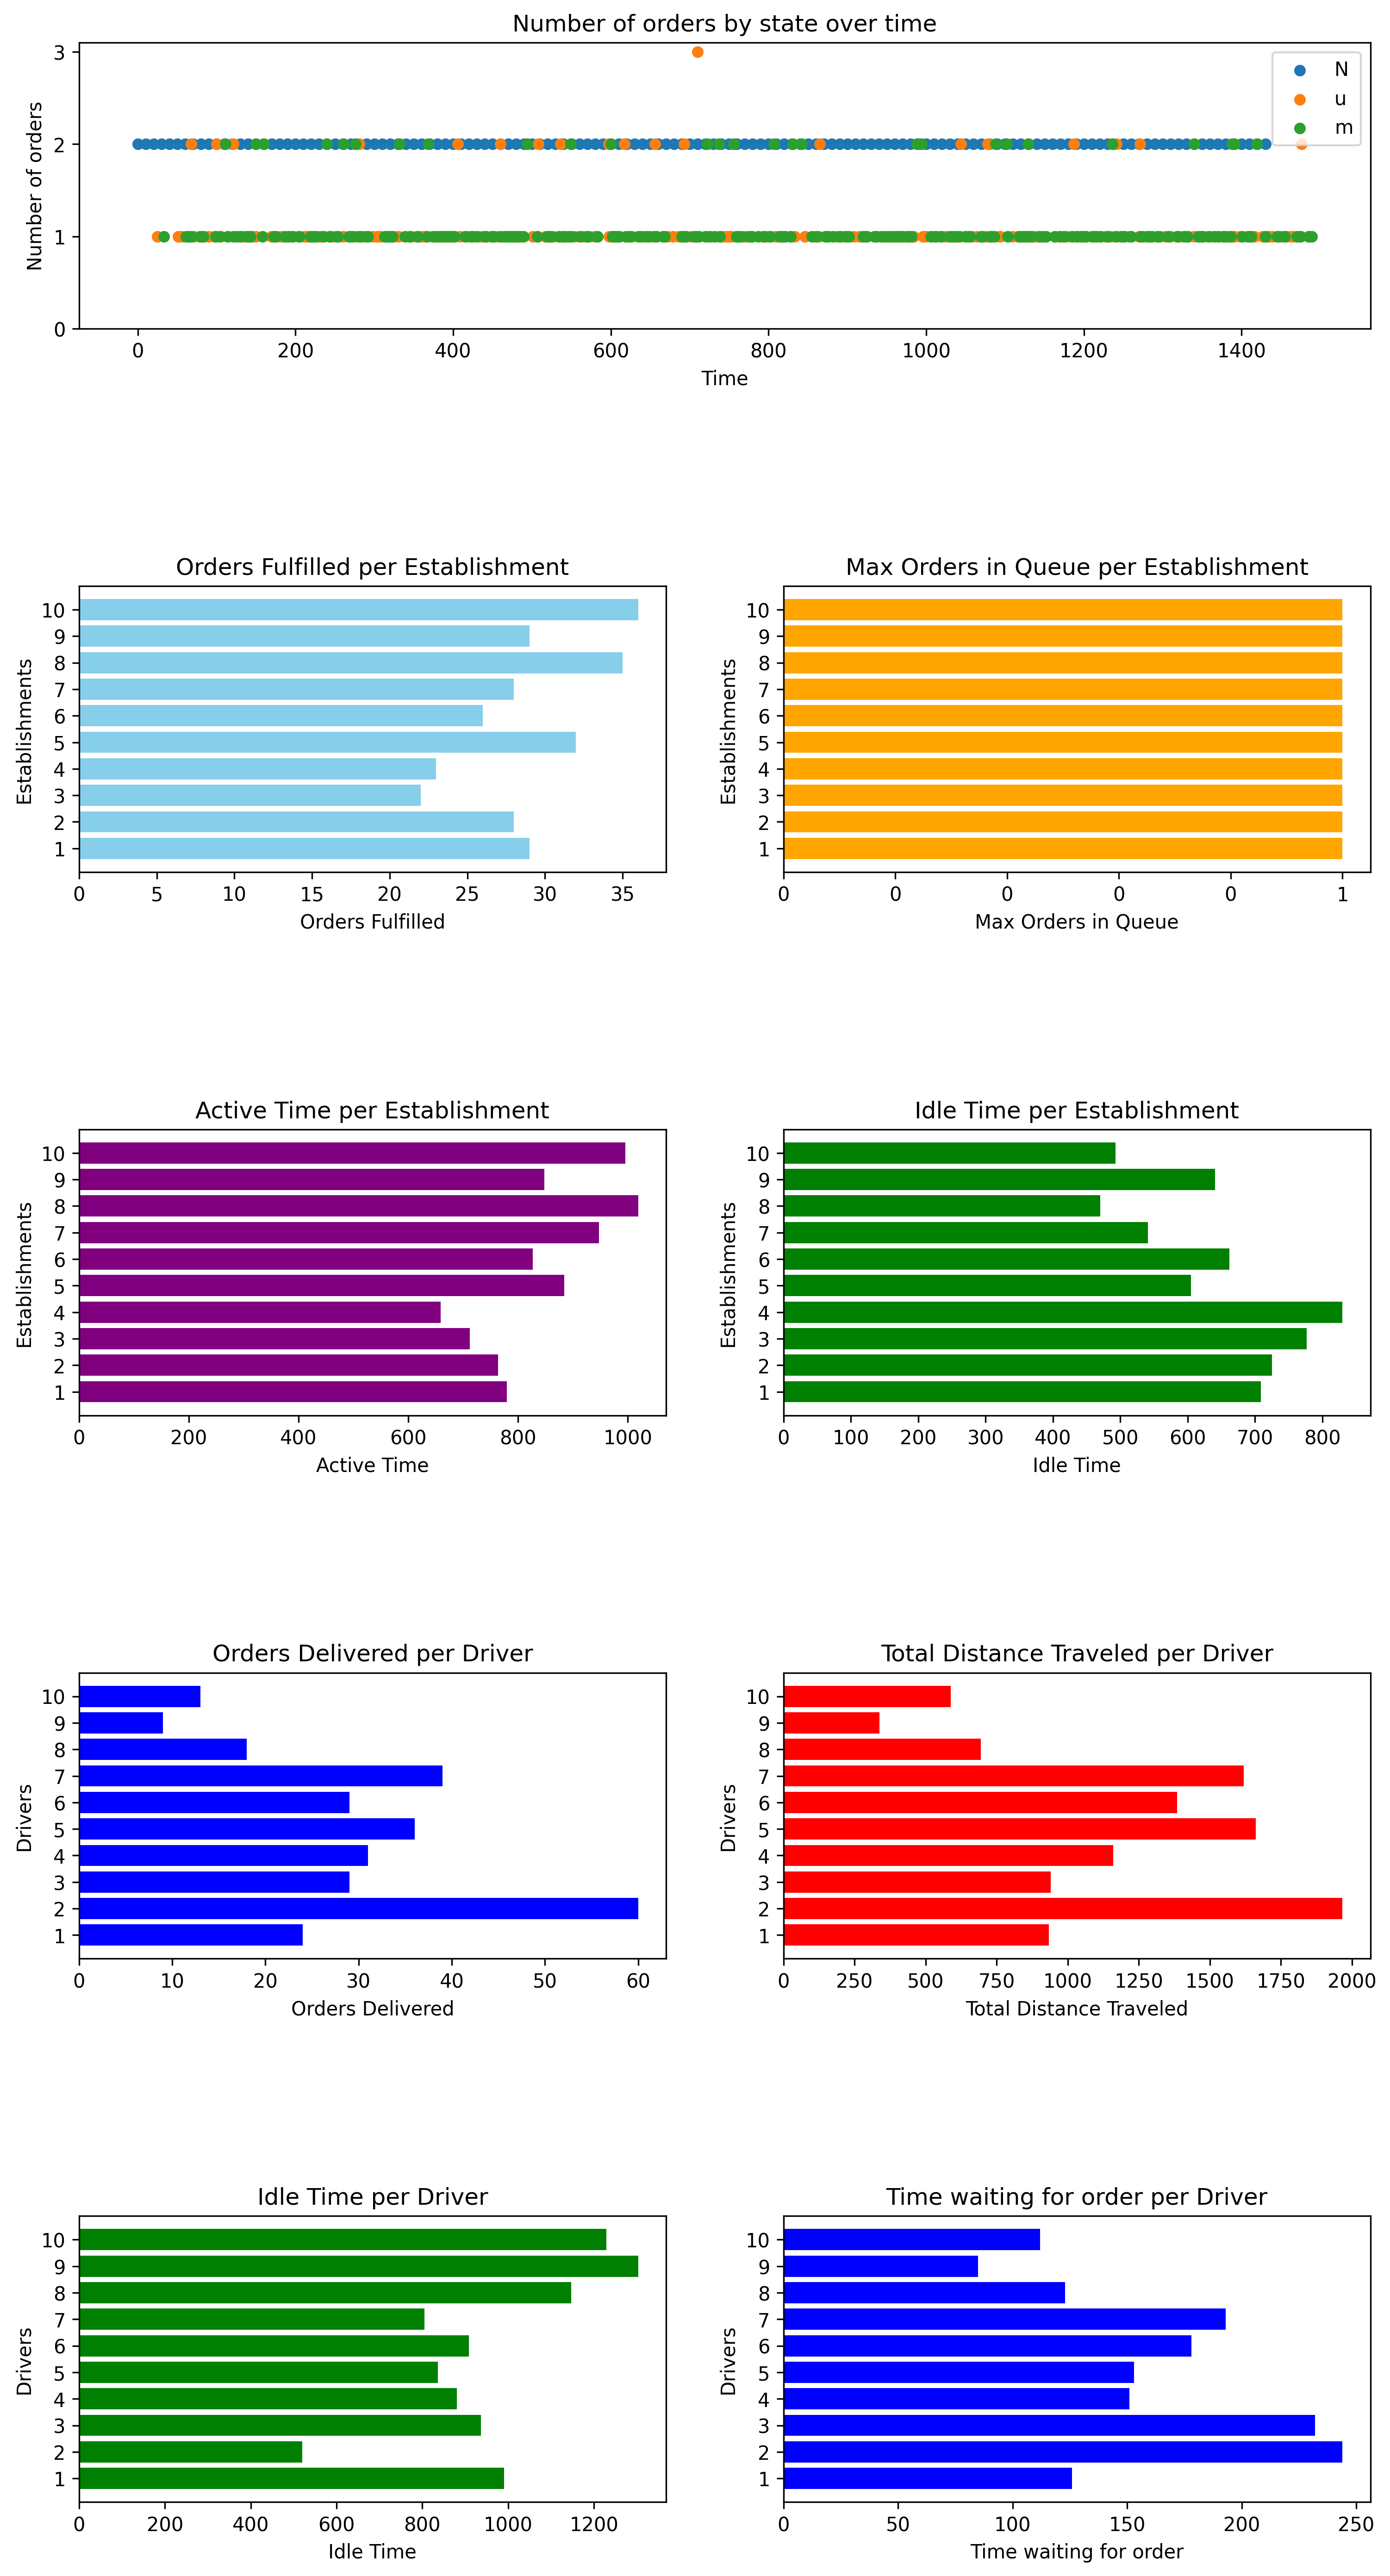 Number of orders by state over time
3
2
1
0
Number of orders
N
u
m
0 200 400 600 800 1000 1200 1400
Time
Orders Fulfilled per Establishment
10
9
8
7
6
5
4
3
2
1
Establishments
0 5 10 15 20 25 30 35
Orders Fulfilled
Max Orders in Queue per Establishment
10
9
8
7
6
5
4
3
2
1
Establishments
0 0 0 0 0 1
Max Orders in Queue
Active Time per Establishment
10
9
8
7
6
5
4
3
2
1
Establishments
0 200 400 600 800 1000
Active Time
Idle Time per Establishment
10
9
8
7
6
5
4
3
2
1
Establishments
0 100 200 300 400 500 600 700 800
Idle Time
Orders Delivered per Driver
10
9
8
7
6
5
4
3
2
1
Drivers
0 10 20 30 40 50 60
Orders Delivered
Total Distance Traveled per Driver
10
9
8
7
6
5
4
3
2
1
Drivers
0 250 500 750 1000 1250 1500 1750 2000
Total Distance Traveled
Idle Time per Driver
10
9
8
7
6
5
4
3
2
1
Drivers
0 200 400 600 800 1000 1200
Idle Time
Time waiting for order per Driver
10
9
8
7
6
5
4
3
2
1
Drivers
0 50 100 150 200 250
Time waiting for order